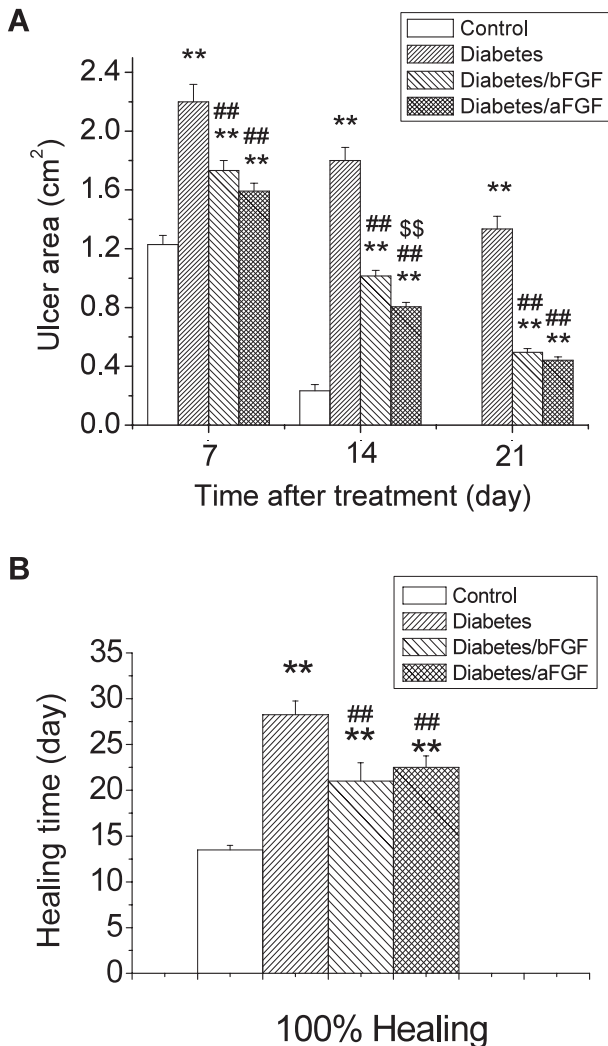 A
Control
Diabetes
Diabetes/bFGF
Diabetes/aFGF
2.4
2.0
1.6
1.2
0.8
0.4
0.0
Ulcer area (cm²)
**
##
**
##
**
**
##
**
$$
##
**
**
##
**
##
**
7 14 21
Time after treatment (day)
B
Control
Diabetes
Diabetes/bFGF
Diabetes/aFGF
35
30
25
20
15
10
5
0
Healing time (day)
**
##
**
##
**
100% Healing